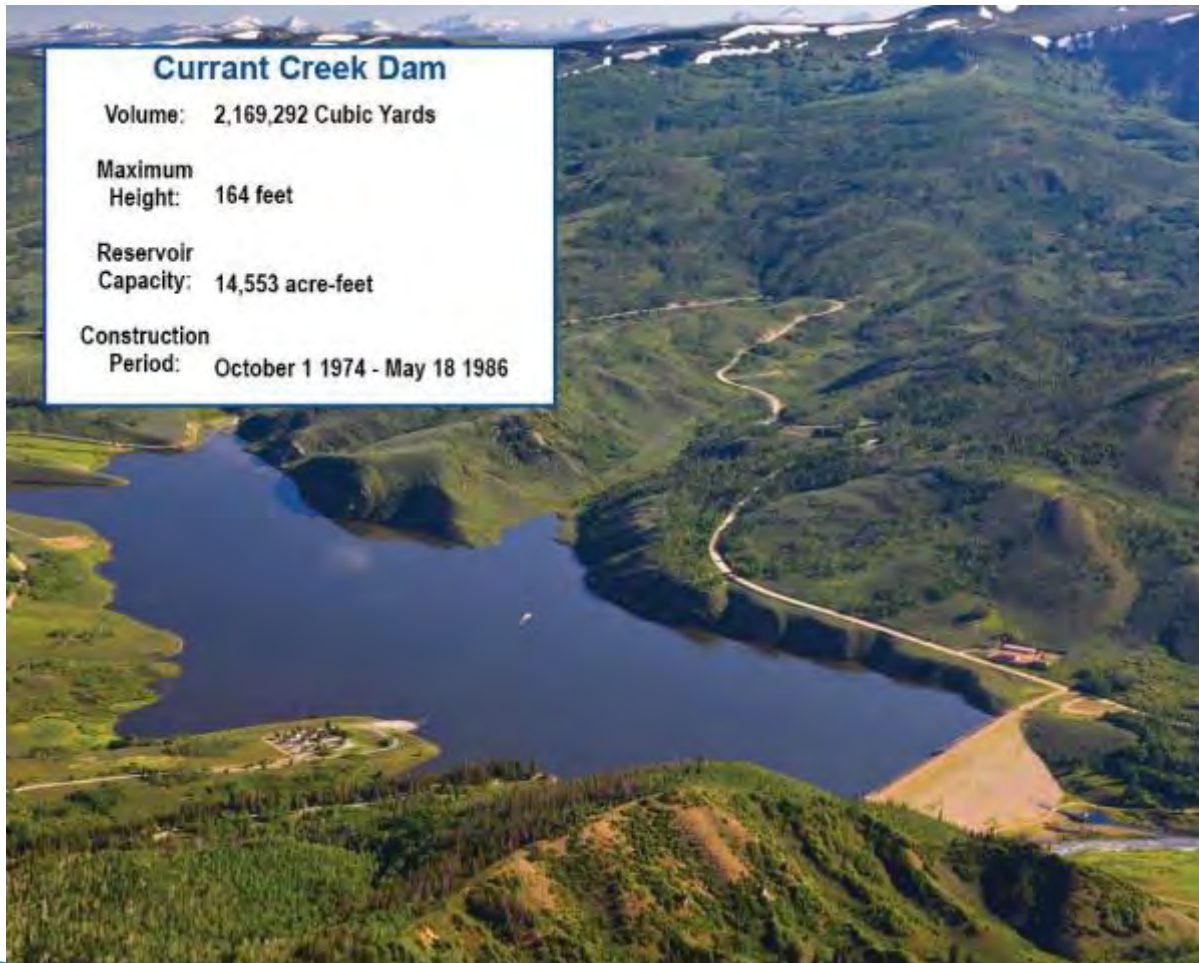 Currant Creek Dam
Volume: 2,169,292 Cubic Yards
Maximum
Height: 164 feet
Reservoir
Capacity: 14,553 acre-feet
Construction
Period: October 1 1974 - May 18 1986